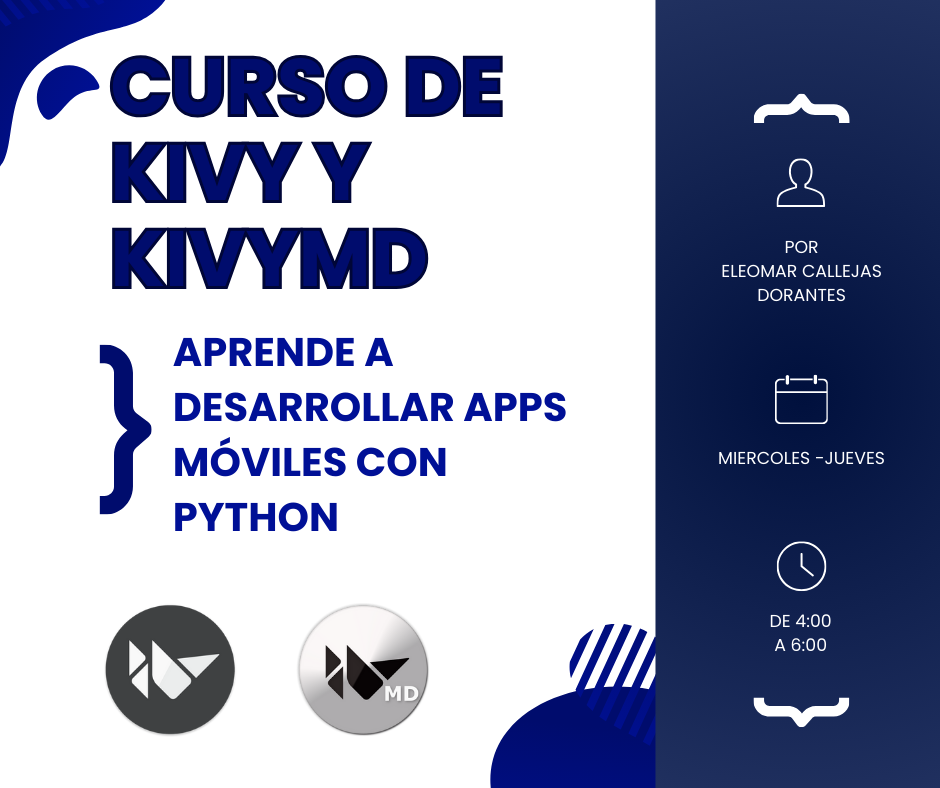 CURSO DE
KIVY Y
KIVYMD
APRENDE A
DESARROLLAR APPS
MÓVILES CON
PYTHON
MD
POR
ELEOMAR CALLEJAS
DORANTES
MIERCOLES -JUEVES
DE 4:00
A 6:00